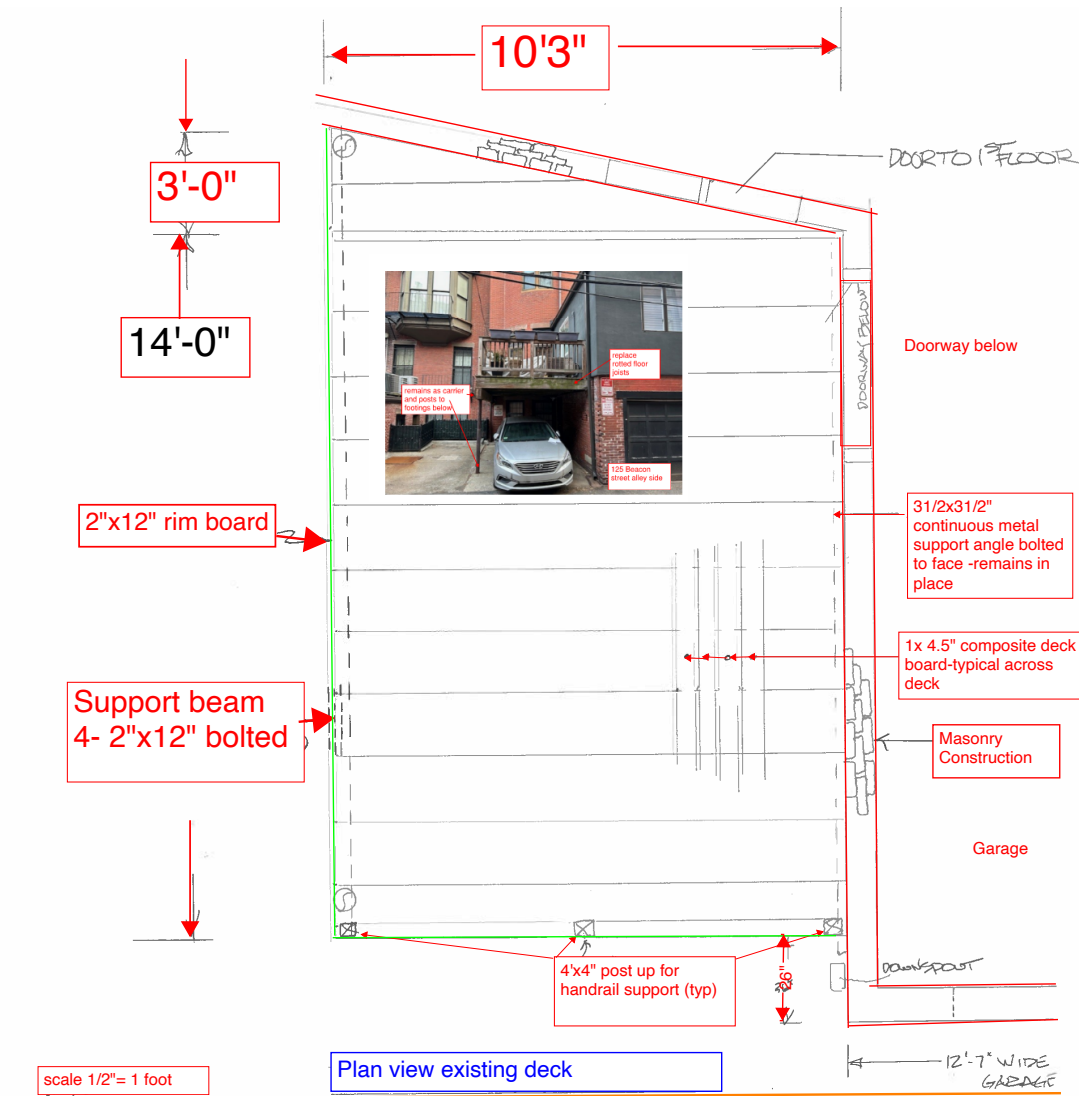 10'3"
DOOR TO 1ST FLOOR
3'-0"
14'-0"
replace
rotted floor
joists
remains as carrier
and posts to
footings below
125 Beacon
street alley side
DOORWAY BELOW
Doorway below
2"x12" rim board
31/2x31/2"
continuous metal
support angle bolted
to face -remains in
place
1x 4.5" composite deck
board-typical across
deck
Support beam
4- 2"x12" bolted
Masonry
Construction
Garage
4'x4" post up for
handrail support (typ)
26"
DOWNSPOUT
12'-7" WIDE
GARAGE
Plan view existing deck
scale 1/2"= 1 foot